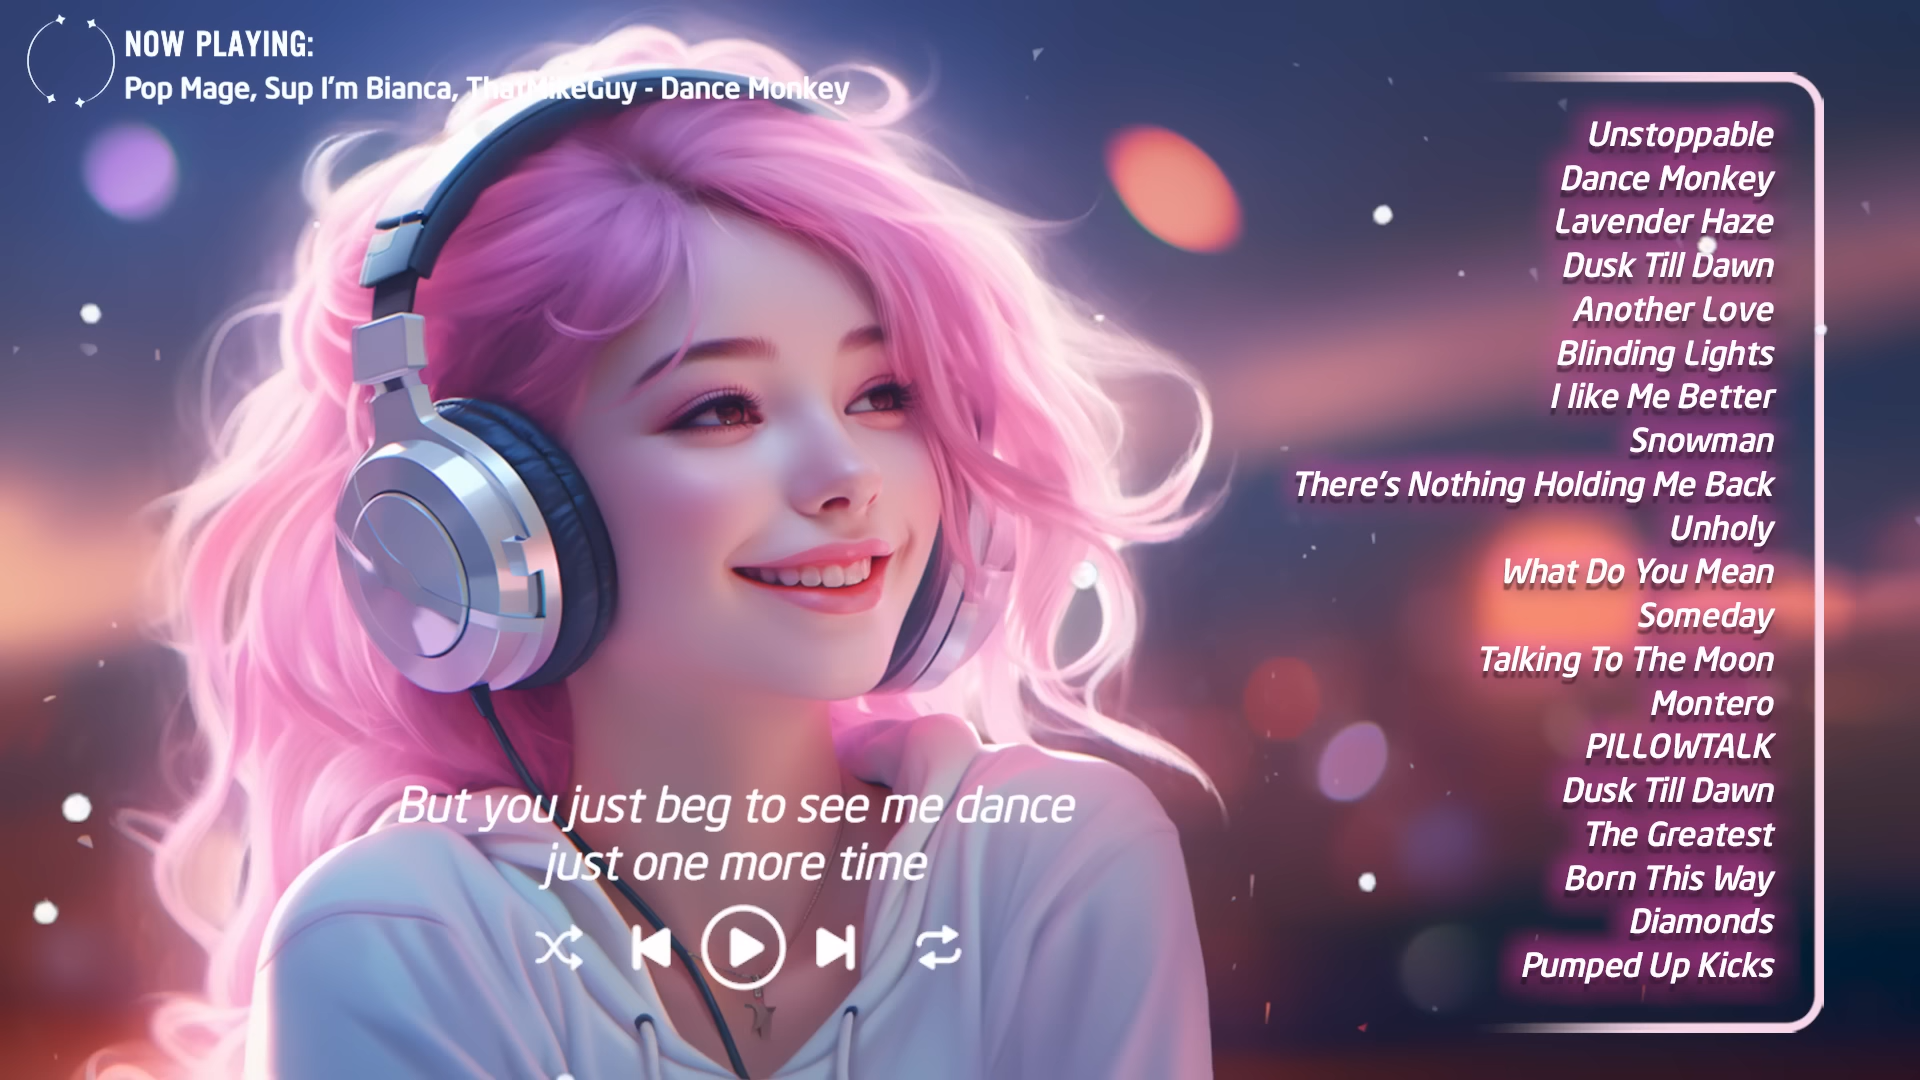 NOW PLAYING:
Pop Mage, Sup I'm Bianca, ThatMikeGuy - Dance Monkey
Unstoppable
Dance Monkey
Lavender Haze
Dusk Till Dawn
Another Love
Blinding Lights
I like Me Better
Snowman
There's Nothing Holding Me Back
Unholy
What Do You Mean
Someday
Talking To The Moon
Montero
PILLOWTALK
Dusk Till Dawn
The Greatest
Born This Way
Diamonds
Pumped Up Kicks
But you just beg to see me dance
just one more time